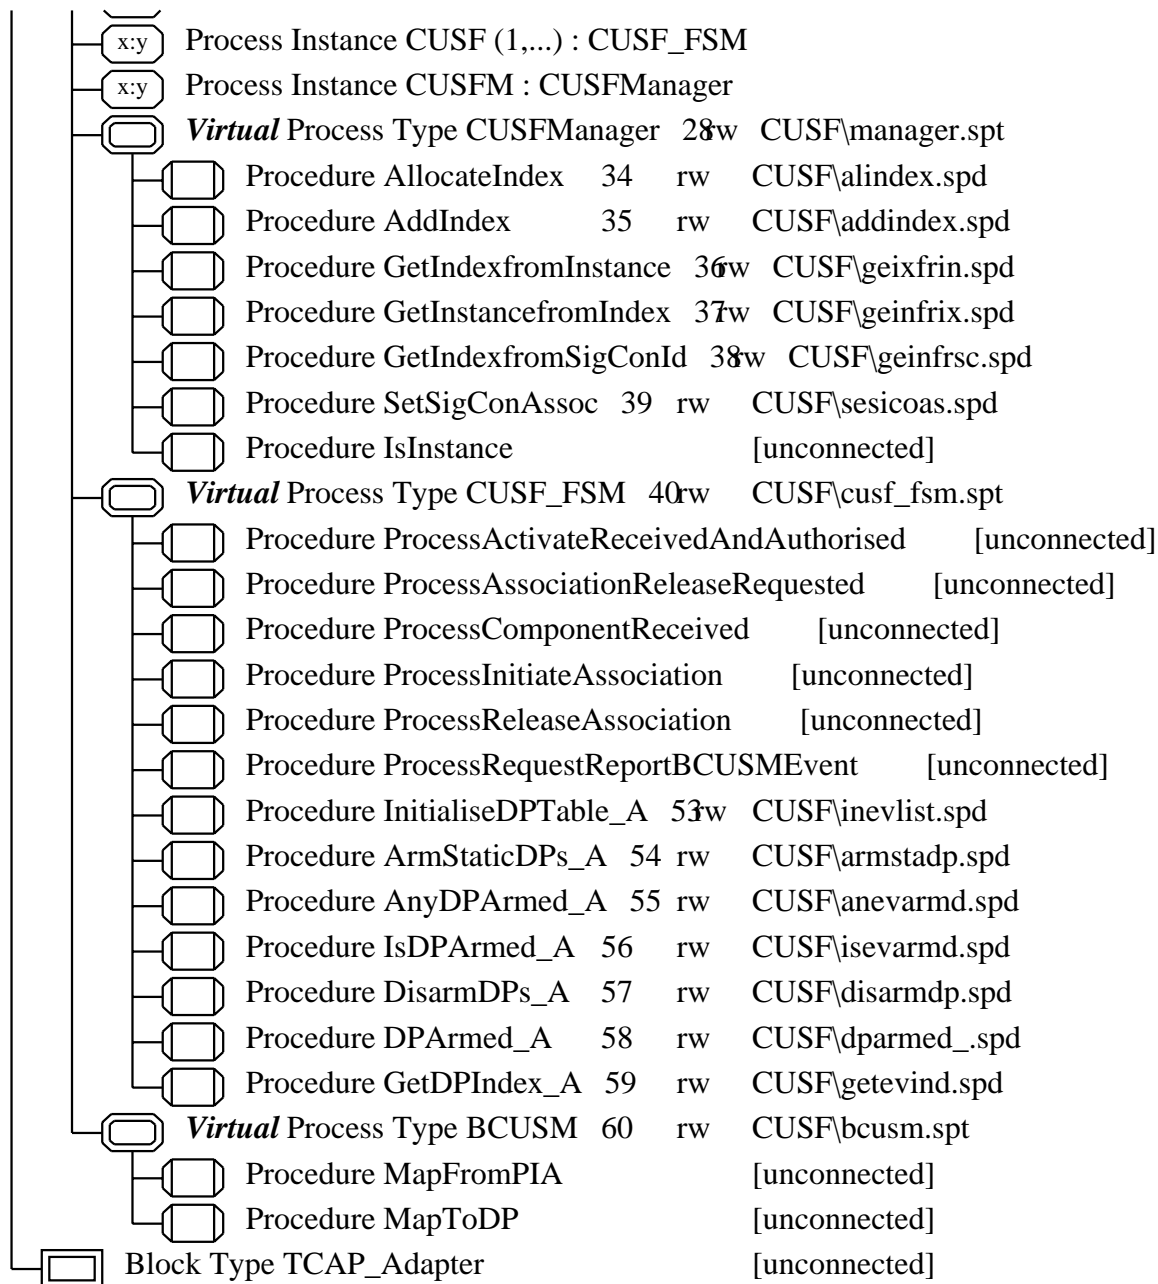 x:y Process Instance CUSF (1,...) : CUSF_FSM
x:y Process Instance CUSFM : CUSFManager
Virtual Process Type CUSFManager 28 rw CUSF\manager.spt
Procedure AllocateIndex 34 rw CUSF\alindex.spd
Procedure AddIndex 35 rw CUSF\addindex.spd
Procedure GetIndexfromInstance 36 rw CUSF\geixfrin.spd
Procedure GetInstancefromIndex 37 rw CUSF\geinfrix.spd
Procedure GetIndexfromSigConId 38 rw CUSF\geinfrsc.spd
Procedure SetSigConAssoc 39 rw CUSF\sesicoas.spd
Procedure IsInstance [unconnected]
Virtual Process Type CUSF_FSM 40 rw CUSF\cusf_fsm.spt
Procedure ProcessActivateReceivedAndAuthorised [unconnected]
Procedure ProcessAssociationReleaseRequested [unconnected]
Procedure ProcessComponentReceived [unconnected]
Procedure ProcessInitiateAssociation [unconnected]
Procedure ProcessReleaseAssociation [unconnected]
Procedure ProcessRequestReportBCUSMEvent [unconnected]
Procedure InitialiseDPTable_A 53 rw CUSF\inevlist.spd
Procedure ArmStaticDPs_A 54 rw CUSF\armstadp.spd
Procedure AnyDPArmed_A 55 rw CUSF\anevarmd.spd
Procedure IsDPArmed_A 56 rw CUSF\isevarmd.spd
Procedure DisarmDPs_A 57 rw CUSF\disarmdp.spd
Procedure DPArmed_A 58 rw CUSF\dparmed_.spd
Procedure GetDPIndex_A 59 rw CUSF\getevind.spd
Virtual Process Type BCUSM 60 rw CUSF\bcusm.spt
Procedure MapFromPIA [unconnected]
Procedure MapToDP [unconnected]
Block Type TCAP_Adapter [unconnected]